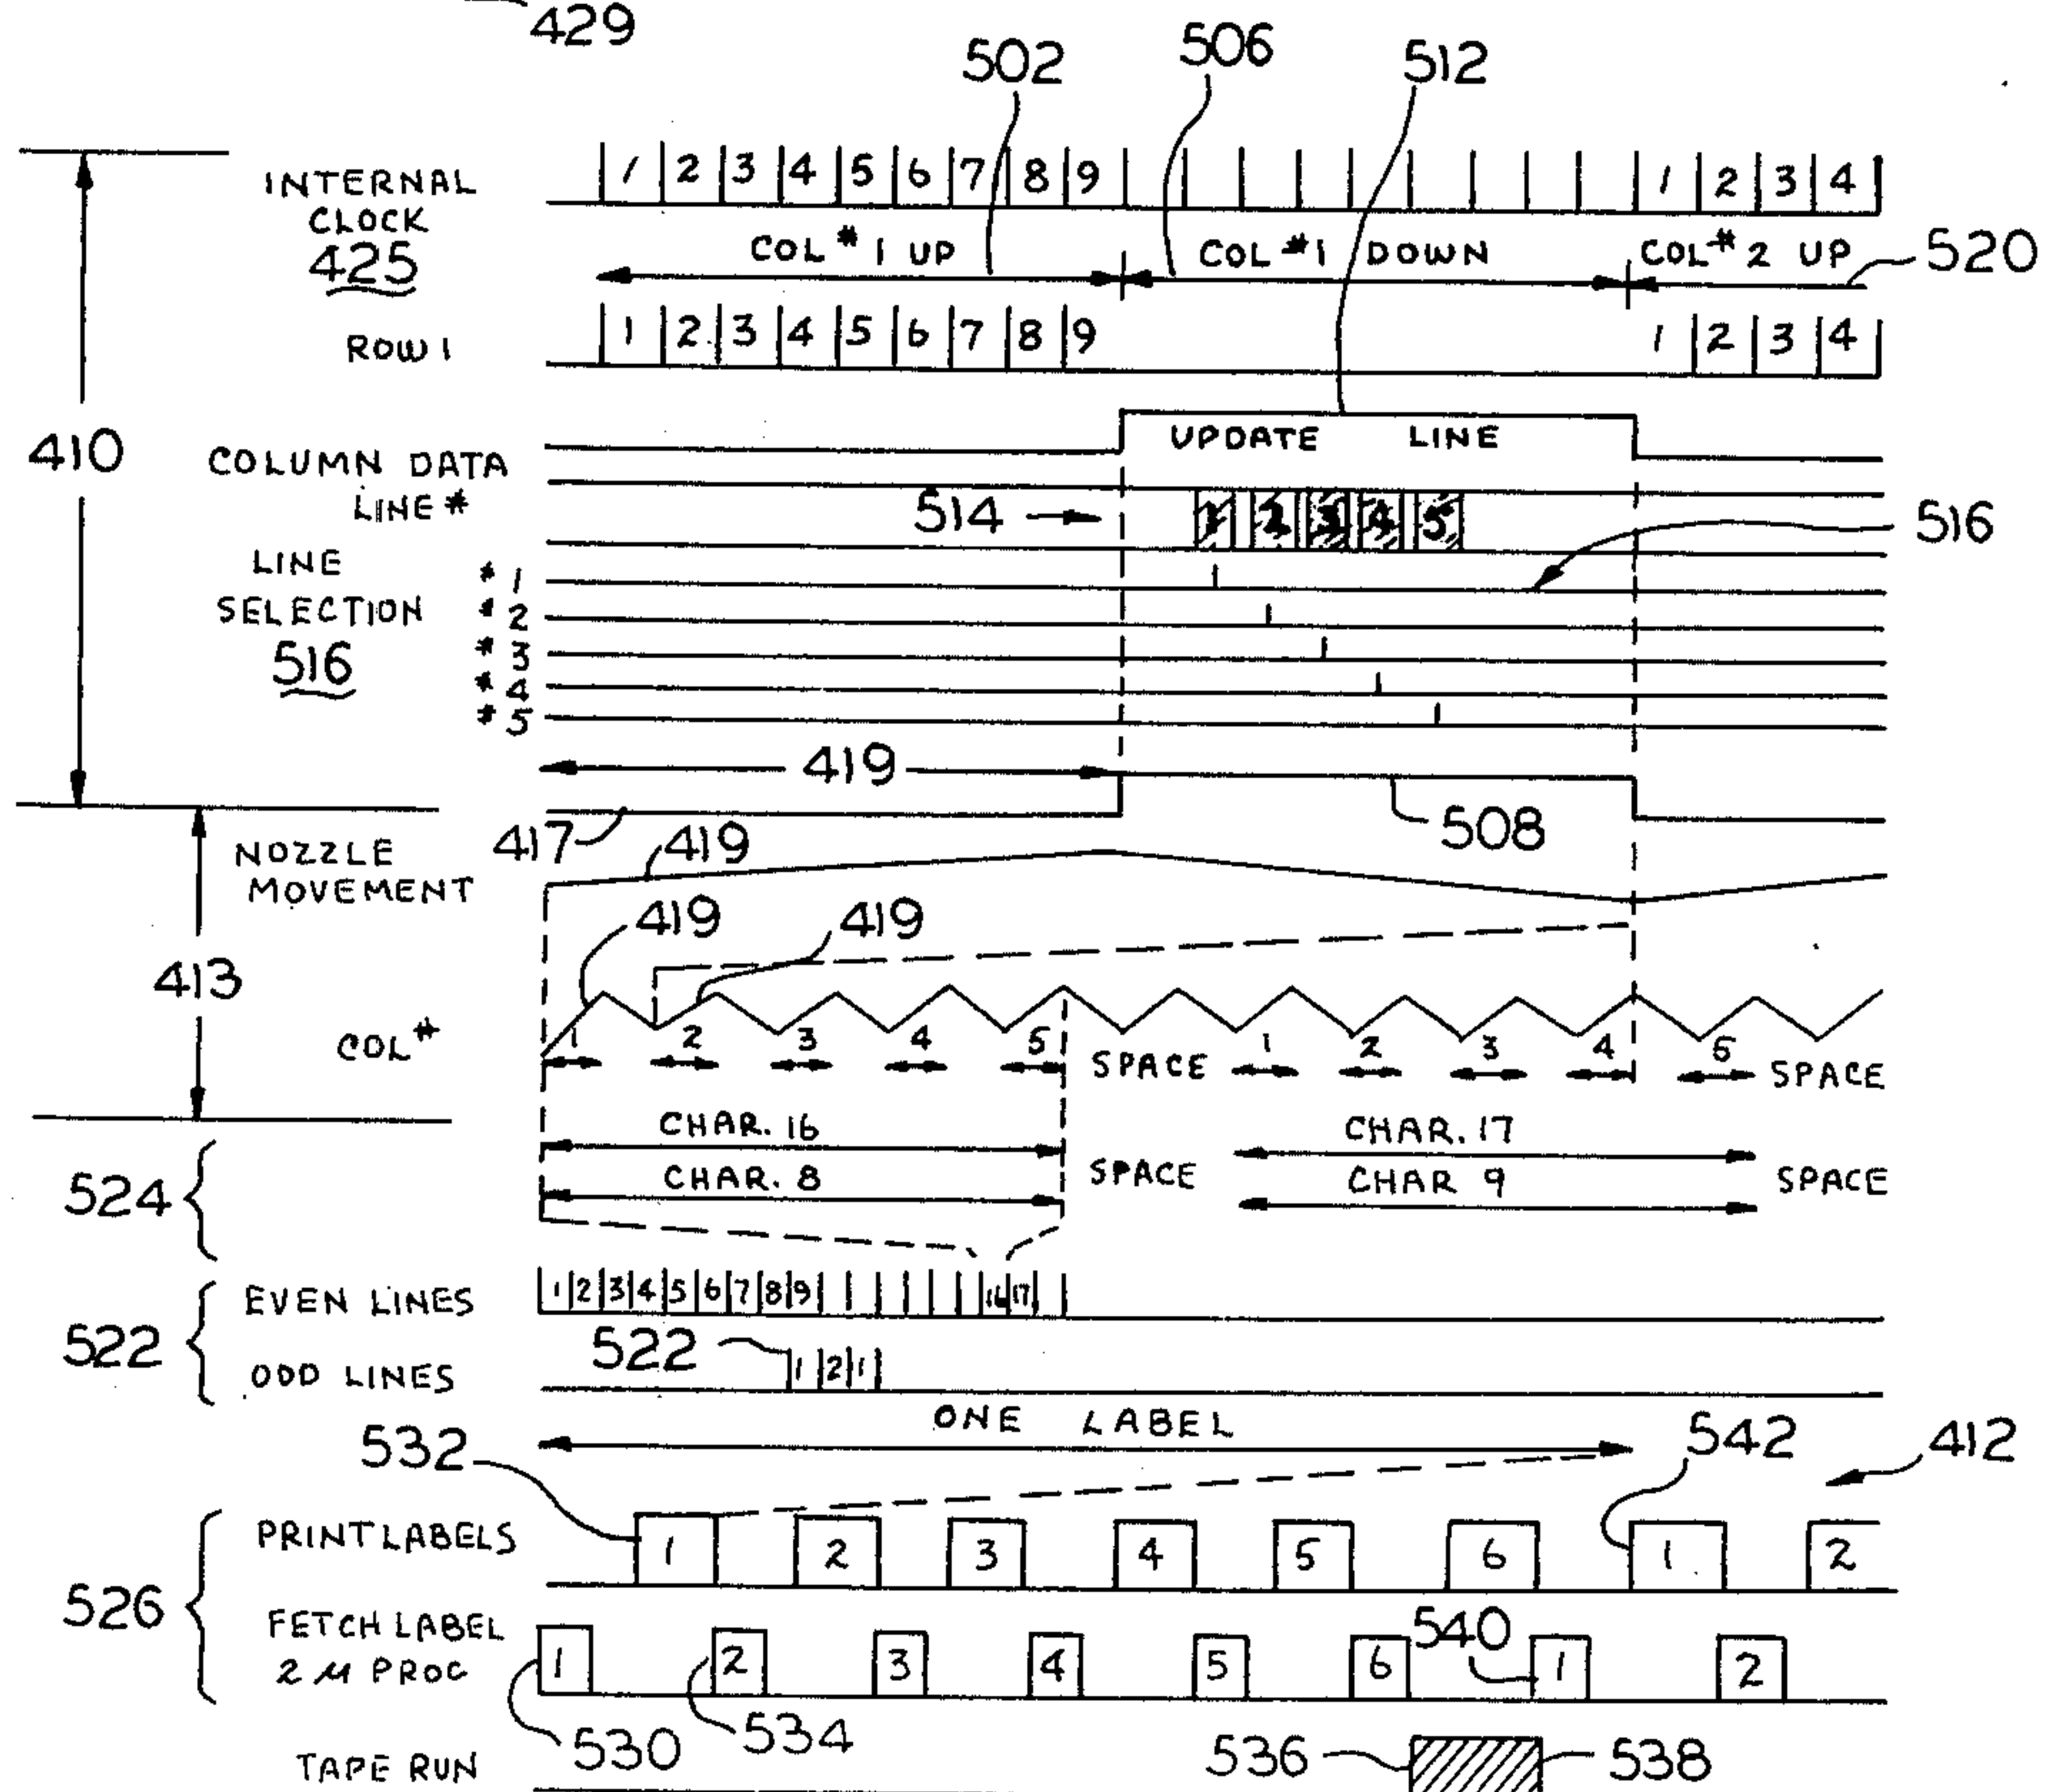 429
502 506 512
INTERNAL CLOCK 425
1 2 3 4 5 6 7 8 9 1 2 3 4
COL # 1 UP COL #1 DOWN COL # 2 UP 520
ROW 1
1 2 3 4 5 6 7 8 9 1 2 3 4
410
UPDATE LINE
COLUMN DATA LINE #
514 1 2 3 4 5
516
LINE SELECTION 516
# 1
# 2
# 3
# 4
# 5
419
417 508
NOZZLE MOVEMENT
419
419 419
413
COL #
1 2 3 4 5 SPACE 1 2 3 4 5 SPACE
CHAR. 16 CHAR. 17
524
CHAR. 8 SPACE CHAR 9 SPACE
EVEN LINES
1 2 3 4 5 6 7 8 9 16 17
522
ODD LINES
522 1 2 1
ONE LABEL
532 542 412
PRINT LABELS
1 2 3 4 5 6 1 2
526
FETCH LABEL 2 μ PROC
540
1 2 3 4 5 6 1 2
530 534
TAPE RUN
536 538